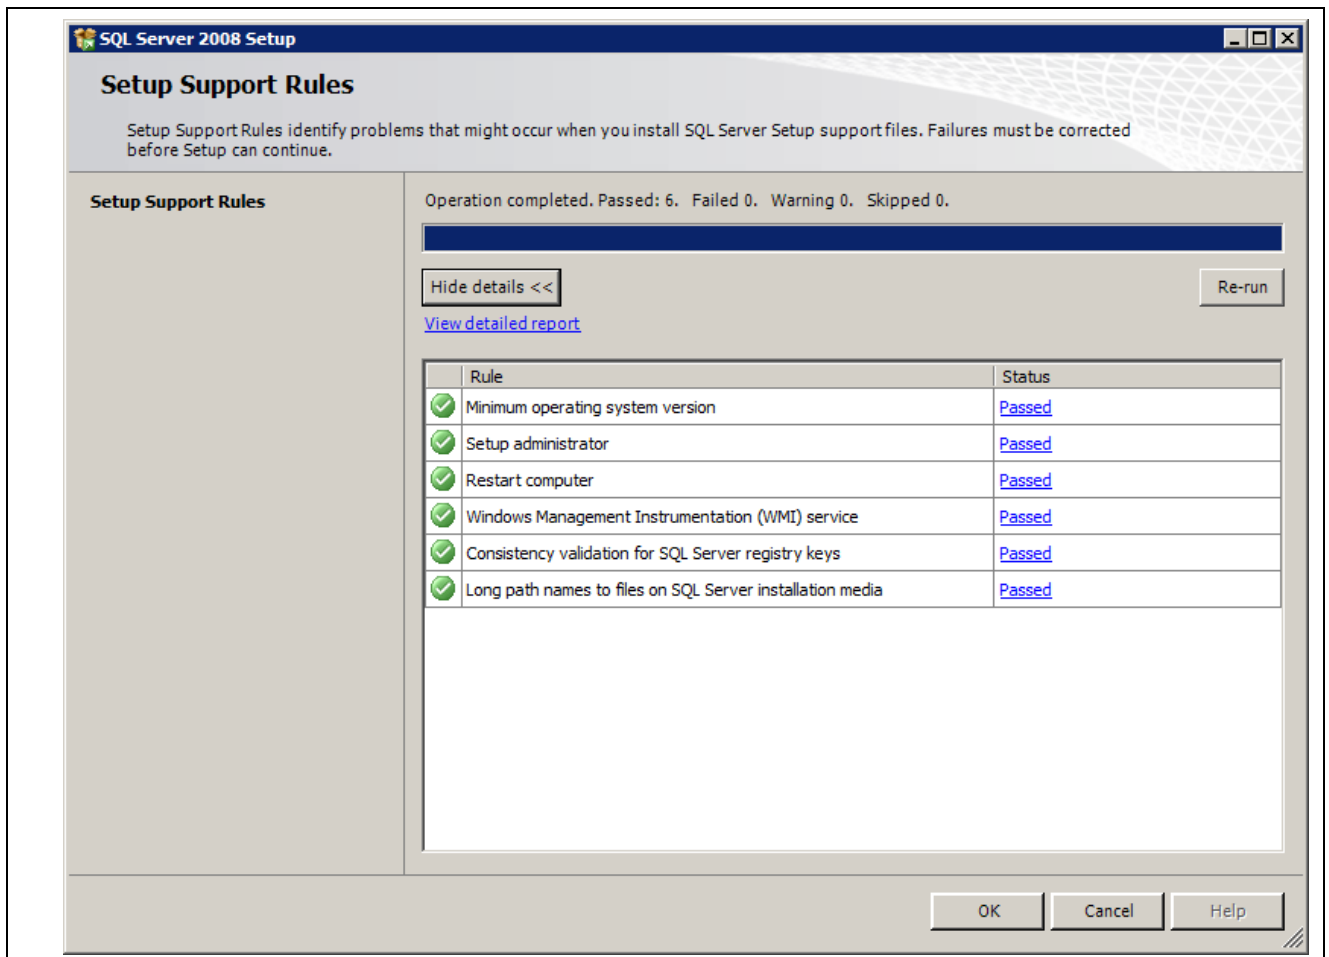 SQL Server 2008 Setup
Setup Support Rules
Setup Support Rules identify problems that might occur when you install SQL Server Setup support files. Failures must be corrected
before Setup can continue.
Setup Support Rules
Operation completed. Passed: 6. Failed 0. Warning 0. Skipped 0.
Hide details <<
Re-run
View detailed report
Rule Status
Minimum operating system version Passed
Setup administrator Passed
Restart computer Passed
Windows Management Instrumentation (WMI) service Passed
Consistency validation for SQL Server registry keys Passed
Long path names to files on SQL Server installation media Passed
OK Cancel Help